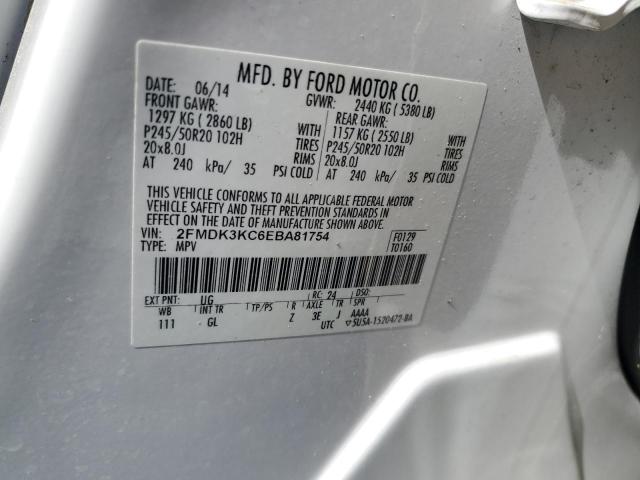 MFD. BY FORD MOTOR CO.
DATE: 06/14 GVWR: 2440 KG ( 5380 LB)
FRONT GAWR: REAR GAWR:
1297 KG ( 2860 LB) WITH 1157 KG ( 2550 LB) WITH
P245/50R20 102H TIRES P245/50R20 102H TIRES
20x8.0J RIMS 20x8.0J RIMS
AT 240 kPa/ 35 PSI COLD AT 240 kPa/ 35 PSI COLD
THIS VEHICLE CONFORMS TO ALL APPLICABLE FEDERAL MOTOR
VEHICLE SAFETY AND THEFT PREVENTION STANDARDS IN
EFFECT ON THE DATE OF MANUFACTURE SHOWN ABOVE.
VIN: 2FMDK3KC6EBA81754 F0129
TYPE: MPV T0160
EXT PNT: UG RC: 24 DSO:
WB INT TR TP/PS R AXLE TR SPR
111 GL Z 3E J AAAA
UTC 5U5A-1520472-BA